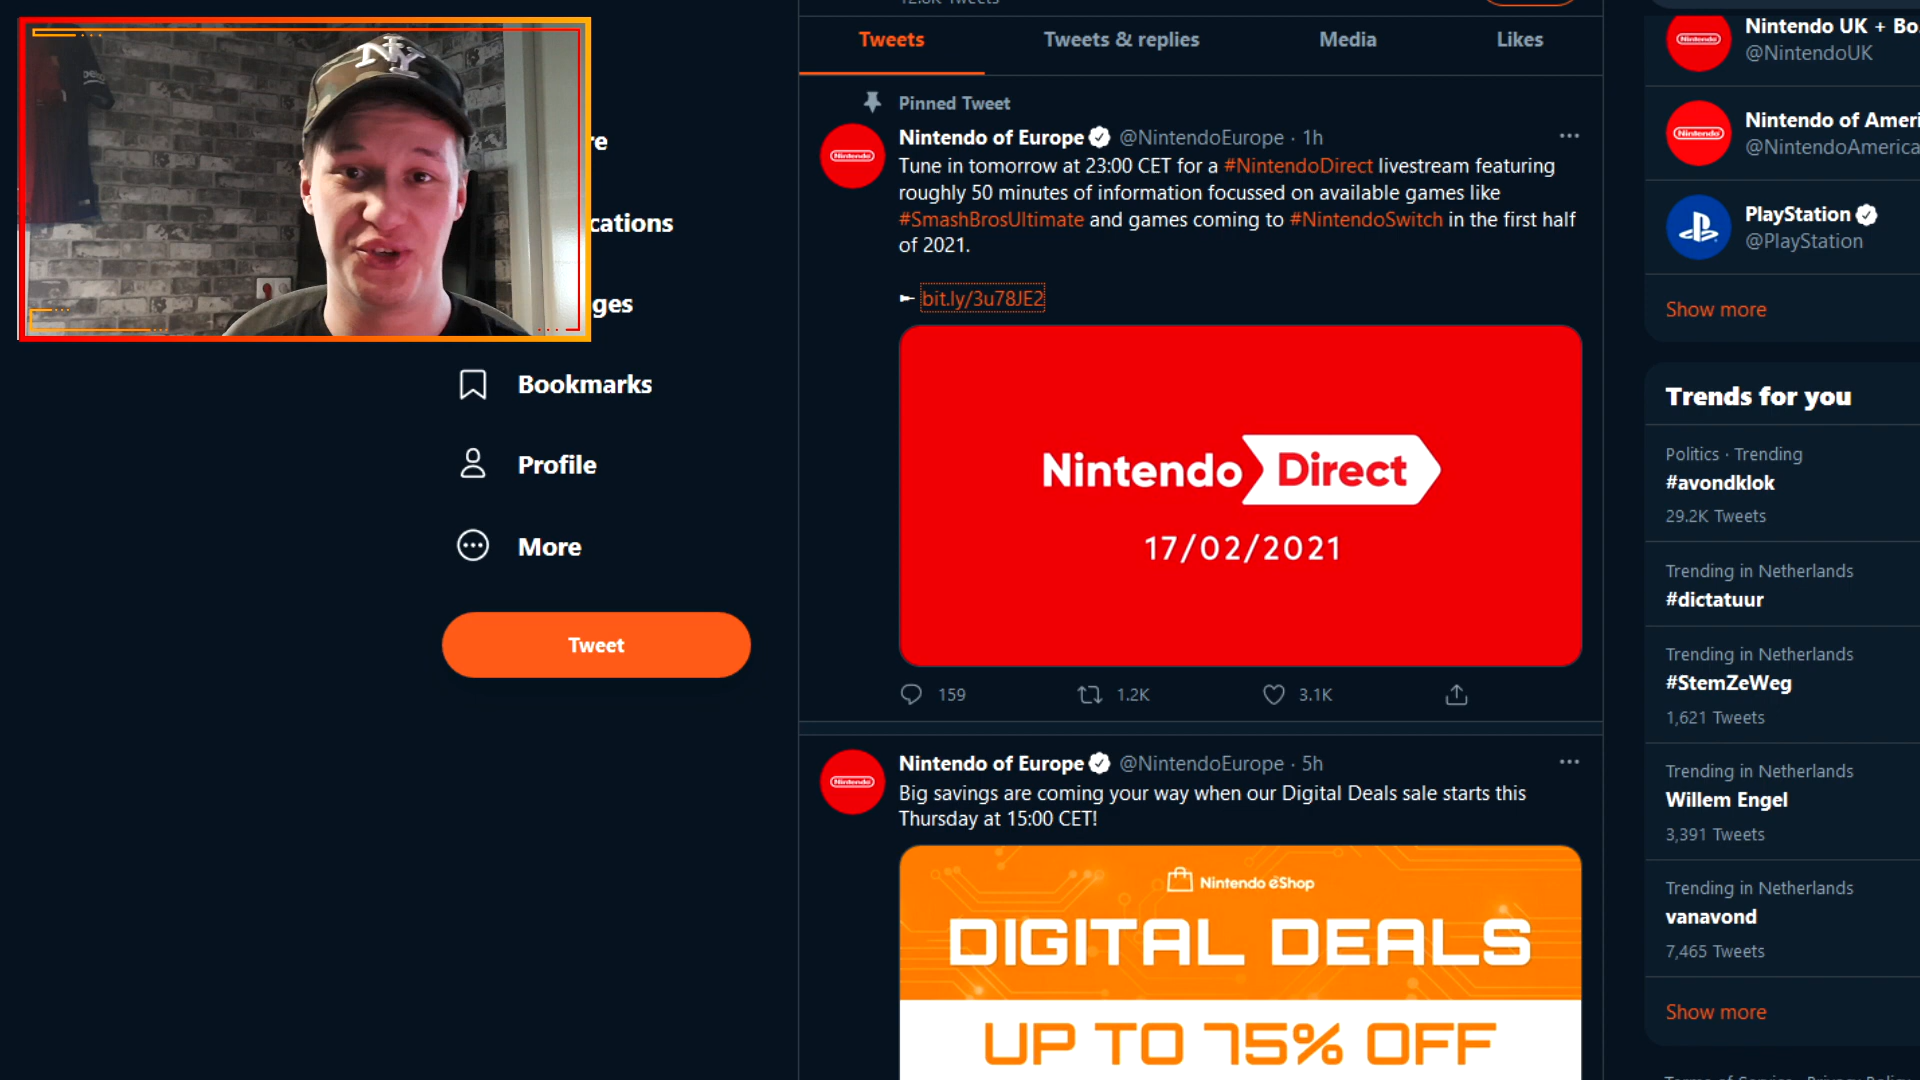 12.8K Tweets
Tweets
Tweets & replies
Media
Likes
Pinned Tweet
Nintendo of Europe @NintendoEurope · 1h
Tune in tomorrow at 23:00 CET for a #NintendoDirect livestream featuring
roughly 50 minutes of information focussed on available games like
#SmashBrosUltimate and games coming to #NintendoSwitch in the first half
of 2021.
bit.ly/3u78JE2
Nintendo Direct
17/02/2021
159
1.2K
3.1K
Nintendo of Europe @NintendoEurope · 5h
Big savings are coming your way when our Digital Deals sale starts this
Thursday at 15:00 CET!
Nintendo eShop
DIGITAL DEALS
UP TO 75% OFF
NY
re
cations
ges
Bookmarks
Profile
More
Tweet
Nintendo
Nintendo UK + Bo
@NintendoUK
Nintendo
Nintendo of Ameri
@NintendoAmerica
PlayStation
@PlayStation
Show more
Trends for you
Politics · Trending
#avondklok
29.2K Tweets
Trending in Netherlands
#dictatuur
Trending in Netherlands
#StemZeWeg
1,621 Tweets
Trending in Netherlands
Willem Engel
3,391 Tweets
Trending in Netherlands
vanavond
7,465 Tweets
Show more